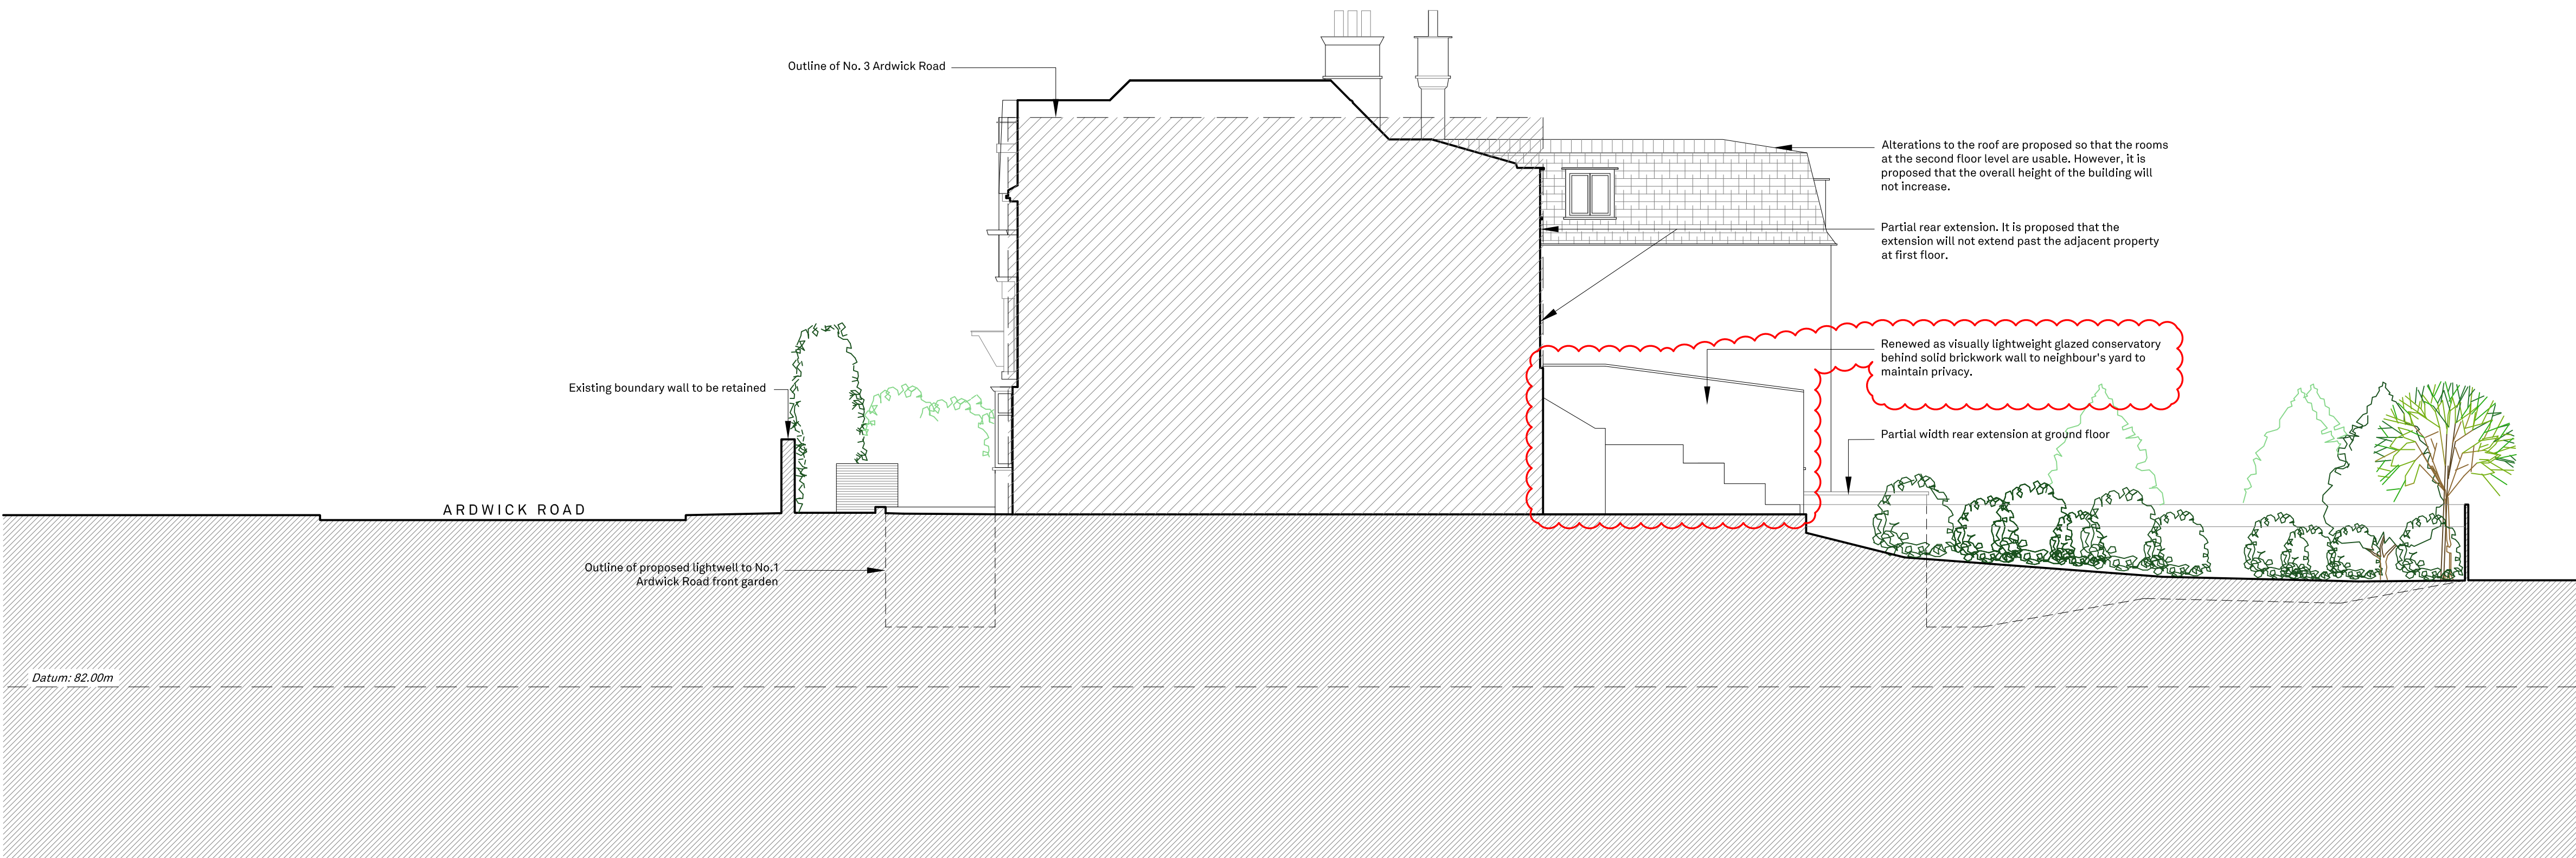 Outline of No. 3 Ardwick Road
Alterations to the roof are proposed so that the rooms
at the second floor level are usable. However, it is
proposed that the overall height of the building will
not increase.
Partial rear extension. It is proposed that the
extension will not extend past the adjacent property
at first floor.
Renewed as visually lightweight glazed conservatory
behind solid brickwork wall to neighbour's yard to
maintain privacy.
Existing boundary wall to be retained
Partial width rear extension at ground floor
ARDWICK ROAD
Outline of proposed lightwell to No.1
Ardwick Road front garden
Datum: 82.00m